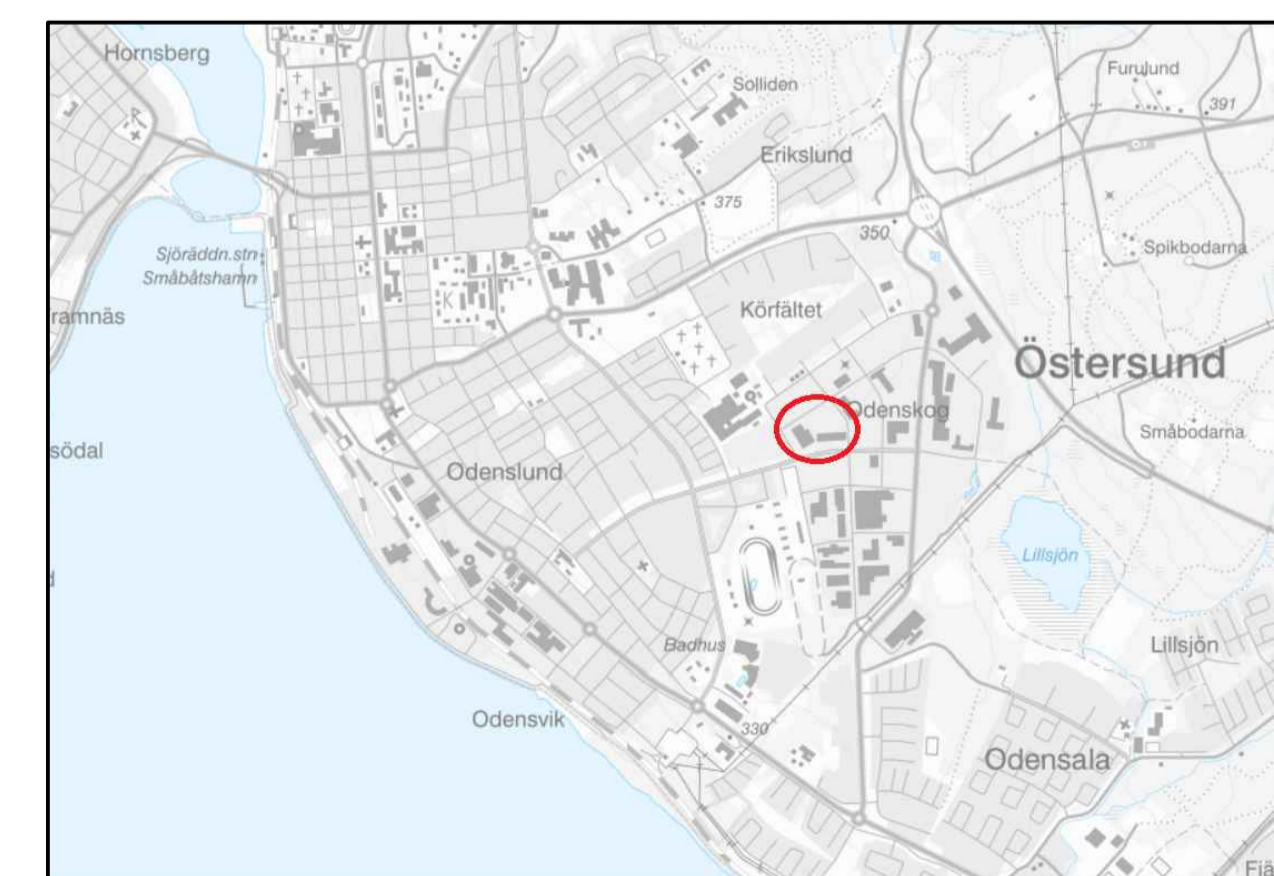 Hornsberg
Solliden
Furulund
391
Erikslund
375
350
Sjöräddn.stn
Småbåtshamn
Spikbodarna
K
ramnäs
Körfältet
Östersund
Odenskog
Småbodarna
södal
Odenslund
Lillsjön
Badhus
Lillsjön
Odensvik
330
Odensala
Fjä